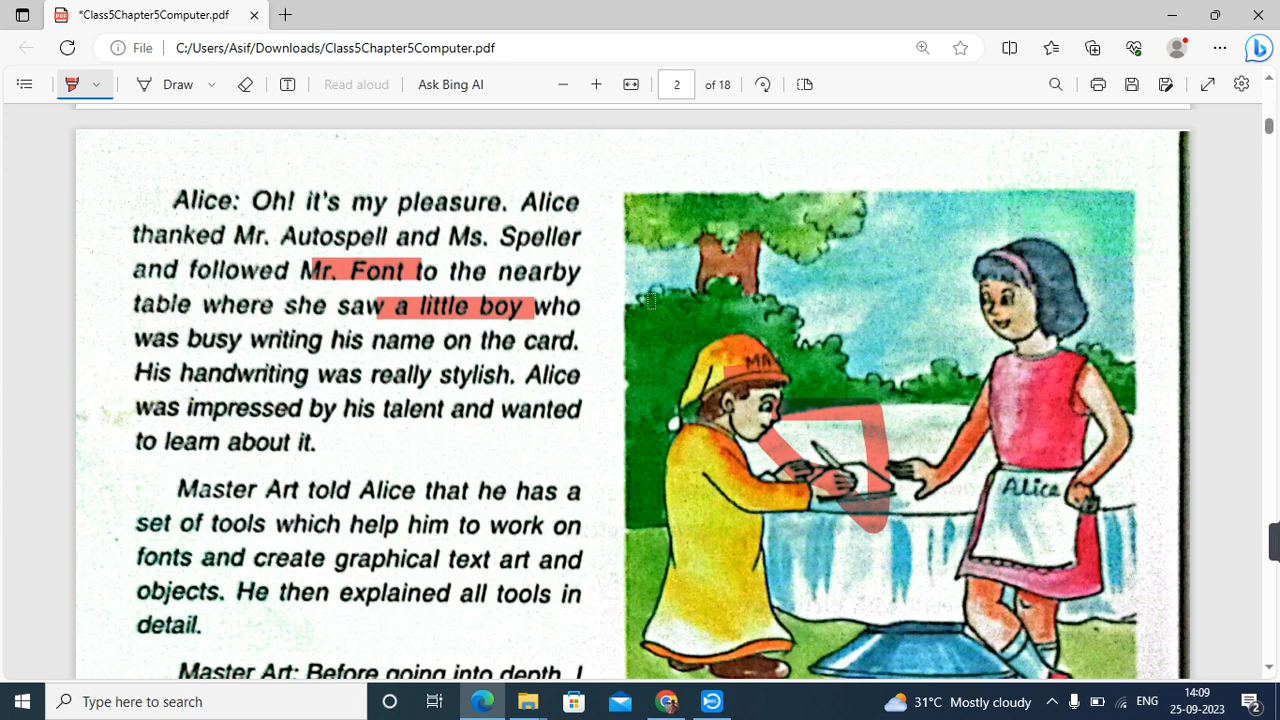 *Class5Chapter5Computer.pdf
File
C:/Users/Asif/Downloads/Class5Chapter5Computer.pdf
Draw
Read aloud
Ask Bing AI
2
of 18
Alice: Oh! it's my pleasure. Alice
thanked Mr. Autospell and Ms. Speller
and followed Mr. Font to the nearby
table where she saw a little boy who
was busy writing his name on the card.
His handwriting was really stylish. Alice
was impressed by his talent and wanted
to learn about it.
Master Art told Alice that he has a
set of tools which help him to work on
fonts and create graphical text art and
objects. He then explained all tools in
detail.
Master Art: Before going into depth, I
MA
Alice
Type here to search
31°C Mostly cloudy
ENG
14:09
25-09-2023
2